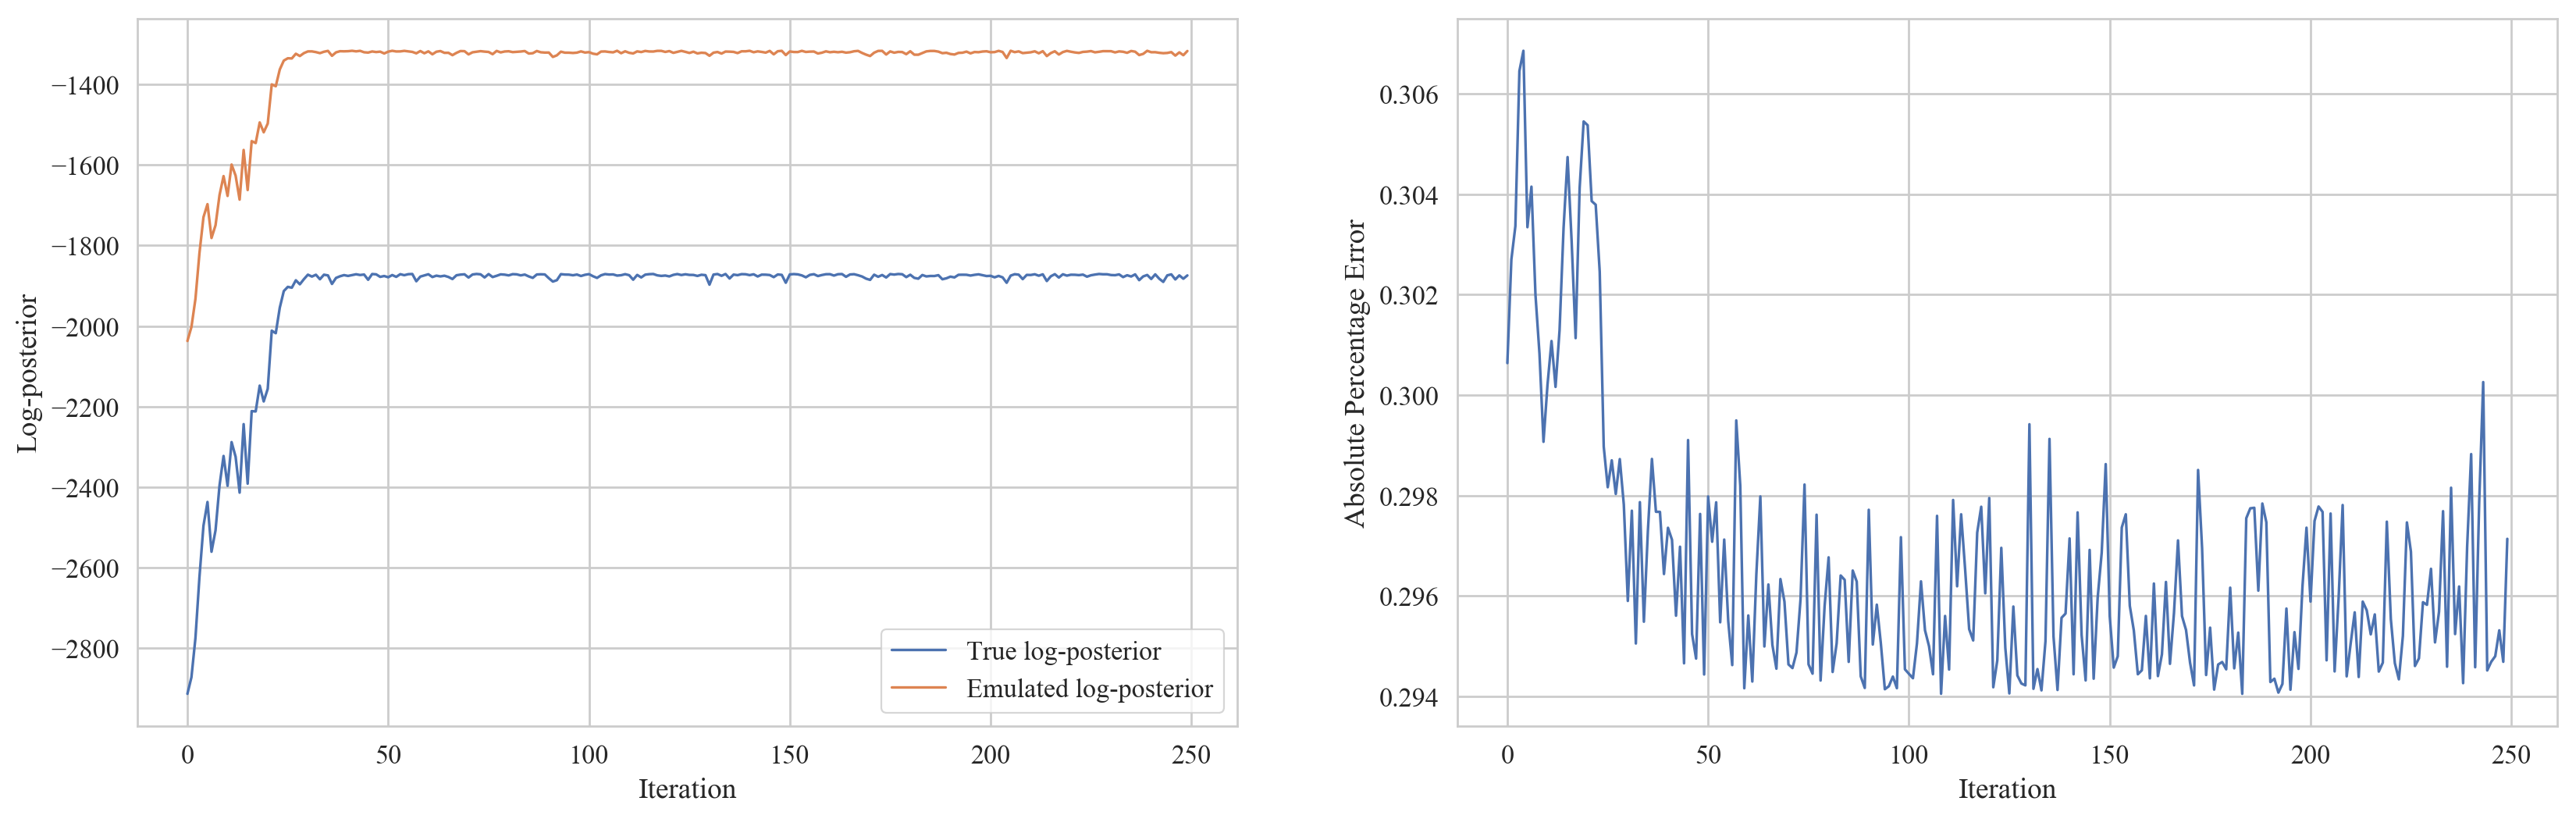 Log-posterior
−1400
−1600
−1800
−2000
−2200
−2400
−2600
−2800
0 50 100 150 200 250
Iteration
True log-posterior
Emulated log-posterior
Absolute Percentage Error
0.306
0.304
0.302
0.300
0.298
0.296
0.294
0 50 100 150 200 250
Iteration